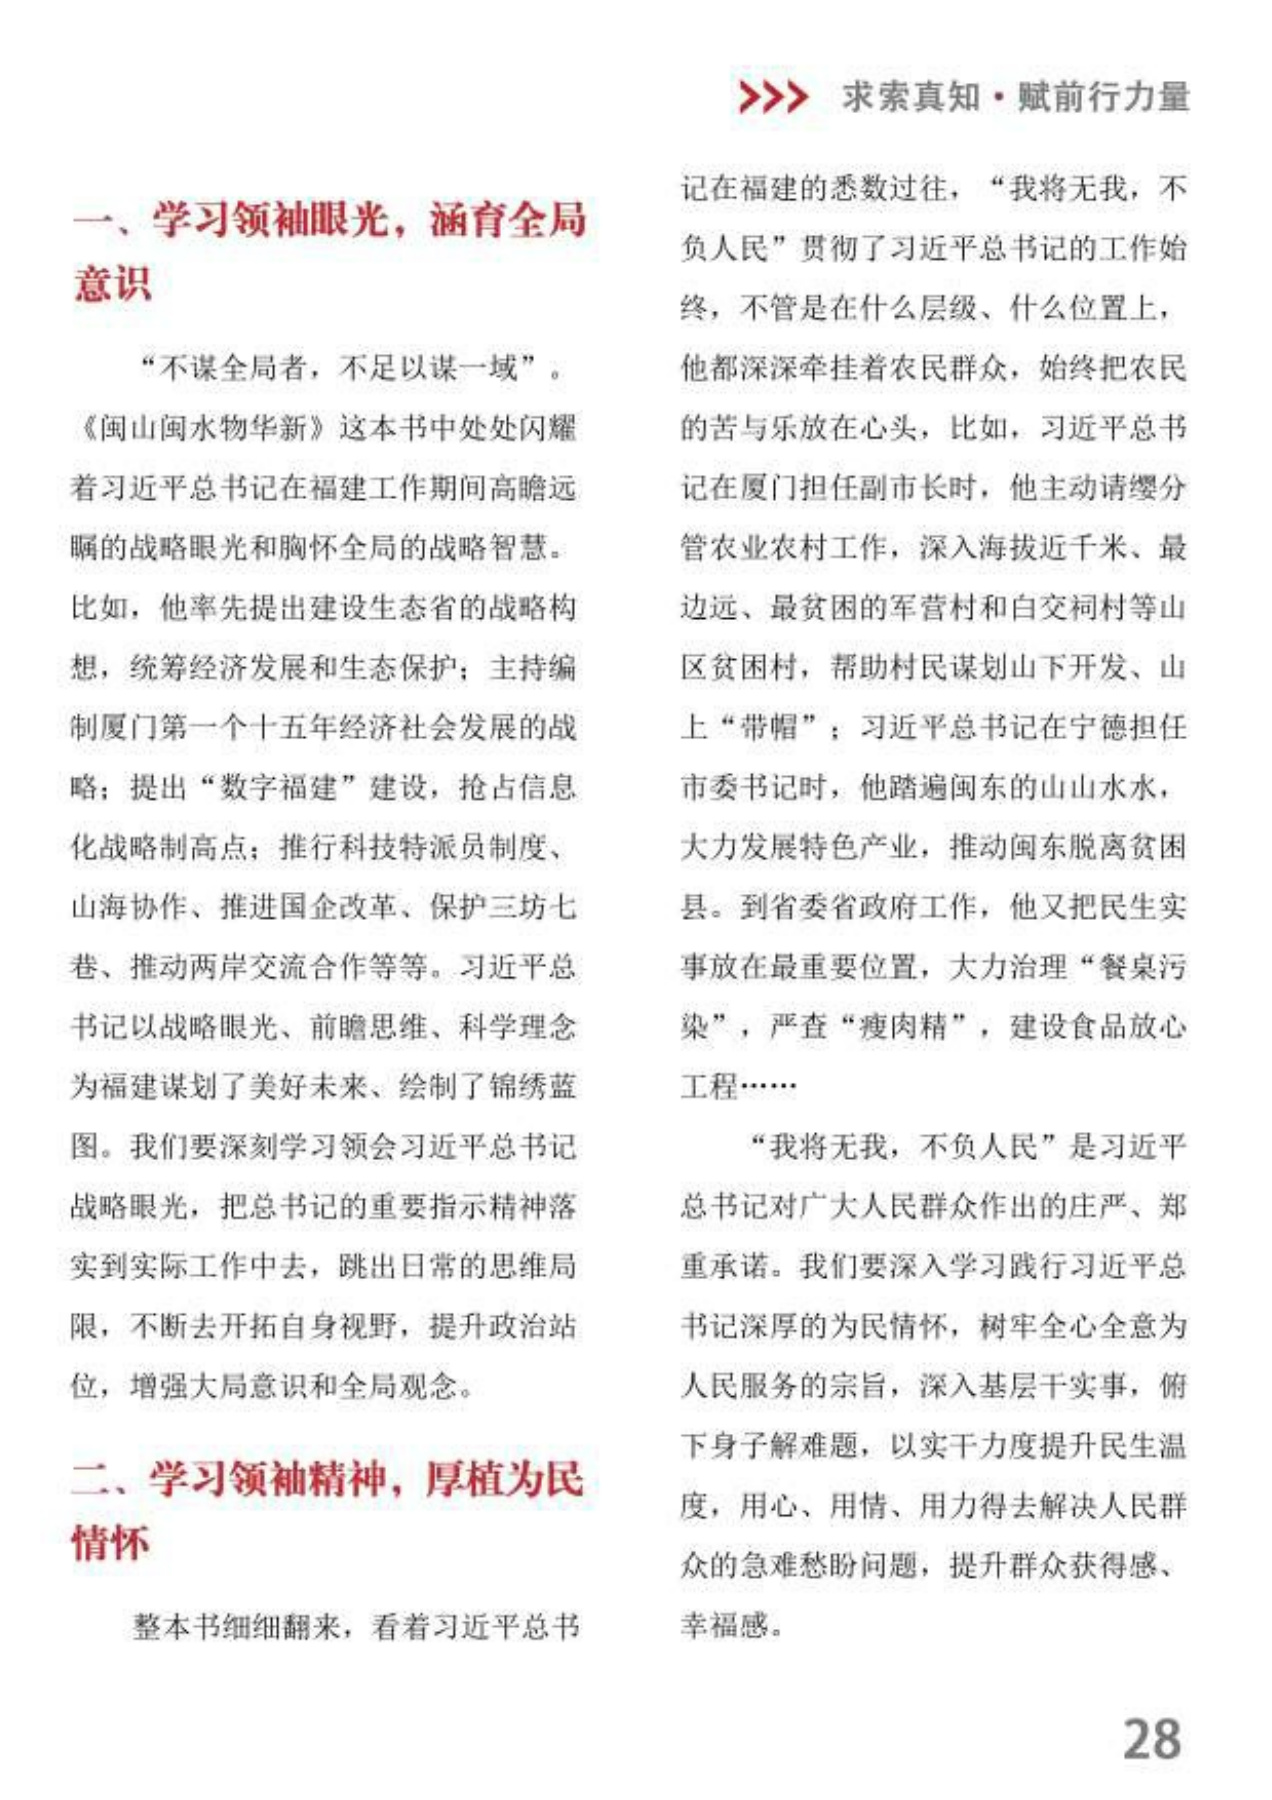 >>> 求索真知·赋前行力量
一、学习领袖眼光，涵育全局
意识
“不谋全局者，不足以谋一域”。
《闽山闽水物华新》这本书中处处闪耀
着习近平总书记在福建工作期间高瞻远
瞩的战略眼光和胸怀全局的战略智慧。
比如，他率先提出建设生态省的战略构
想，统筹经济发展和生态保护；主持编
制厦门第一个十五年经济社会发展的战
略；提出“数字福建”建设，抢占信息
化战略制高点；推行科技特派员制度、
山海协作、推进国企改革、保护三坊七
巷、推动两岸交流合作等等。习近平总
书记以战略眼光、前瞻思维、科学理念
为福建谋划了美好未来、绘制了锦绣蓝
图。我们要深刻学习领会习近平总书记
战略眼光，把总书记的重要指示精神落
实到实际工作中去，跳出日常的思维局
限，不断去开拓自身视野，提升政治站
位，增强大局意识和全局观念。
二、学习领袖精神，厚植为民
情怀
整本书细细翻来，看着习近平总书
记在福建的悉数过往，“我将无我，不
负人民”贯彻了习近平总书记的工作始
终，不管是在什么层级、什么位置上，
他都深深牵挂着农民群众，始终把农民
的苦与乐放在心头，比如，习近平总书
记在厦门担任副市长时，他主动请缨分
管农业农村工作，深入海拔近千米、最
边远、最贫困的军营村和白交祠村等山
区贫困村，帮助村民谋划山下开发、山
上“带帽”；习近平总书记在宁德担任
市委书记时，他踏遍闽东的山山水水，
大力发展特色产业，推动闽东脱离贫困
县。到省委省政府工作，他又把民生实
事放在最重要位置，大力治理“餐桌污
染”，严查“瘦肉精”，建设食品放心
工程……
“我将无我，不负人民”是习近平
总书记对广大人民群众作出的庄严、郑
重承诺。我们要深入学习践行习近平总
书记深厚的为民情怀，树牢全心全意为
人民服务的宗旨，深入基层干实事，俯
下身子解难题，以实干力度提升民生温
度，用心、用情、用力得去解决人民群
众的急难愁盼问题，提升群众获得感、
幸福感。
28